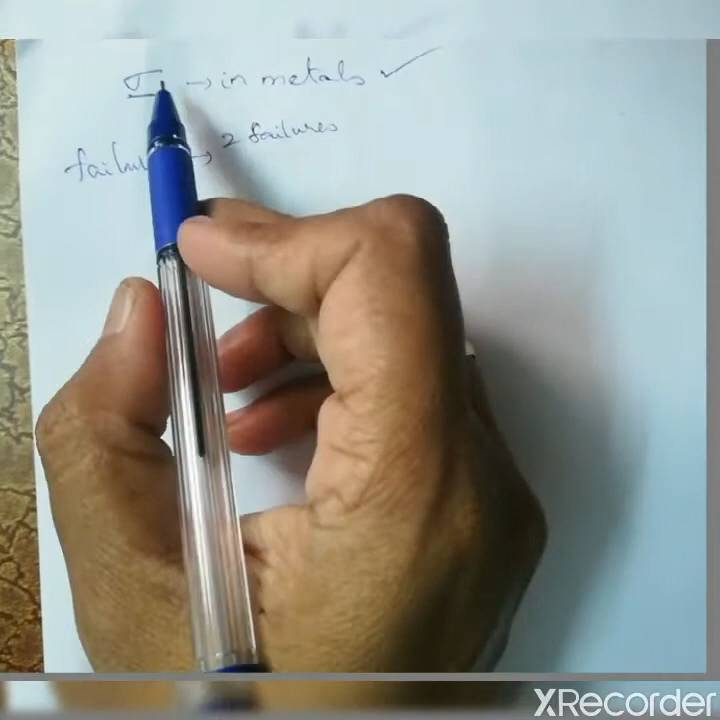 σ → in metals ✓
→ 2 failures
XRecorder